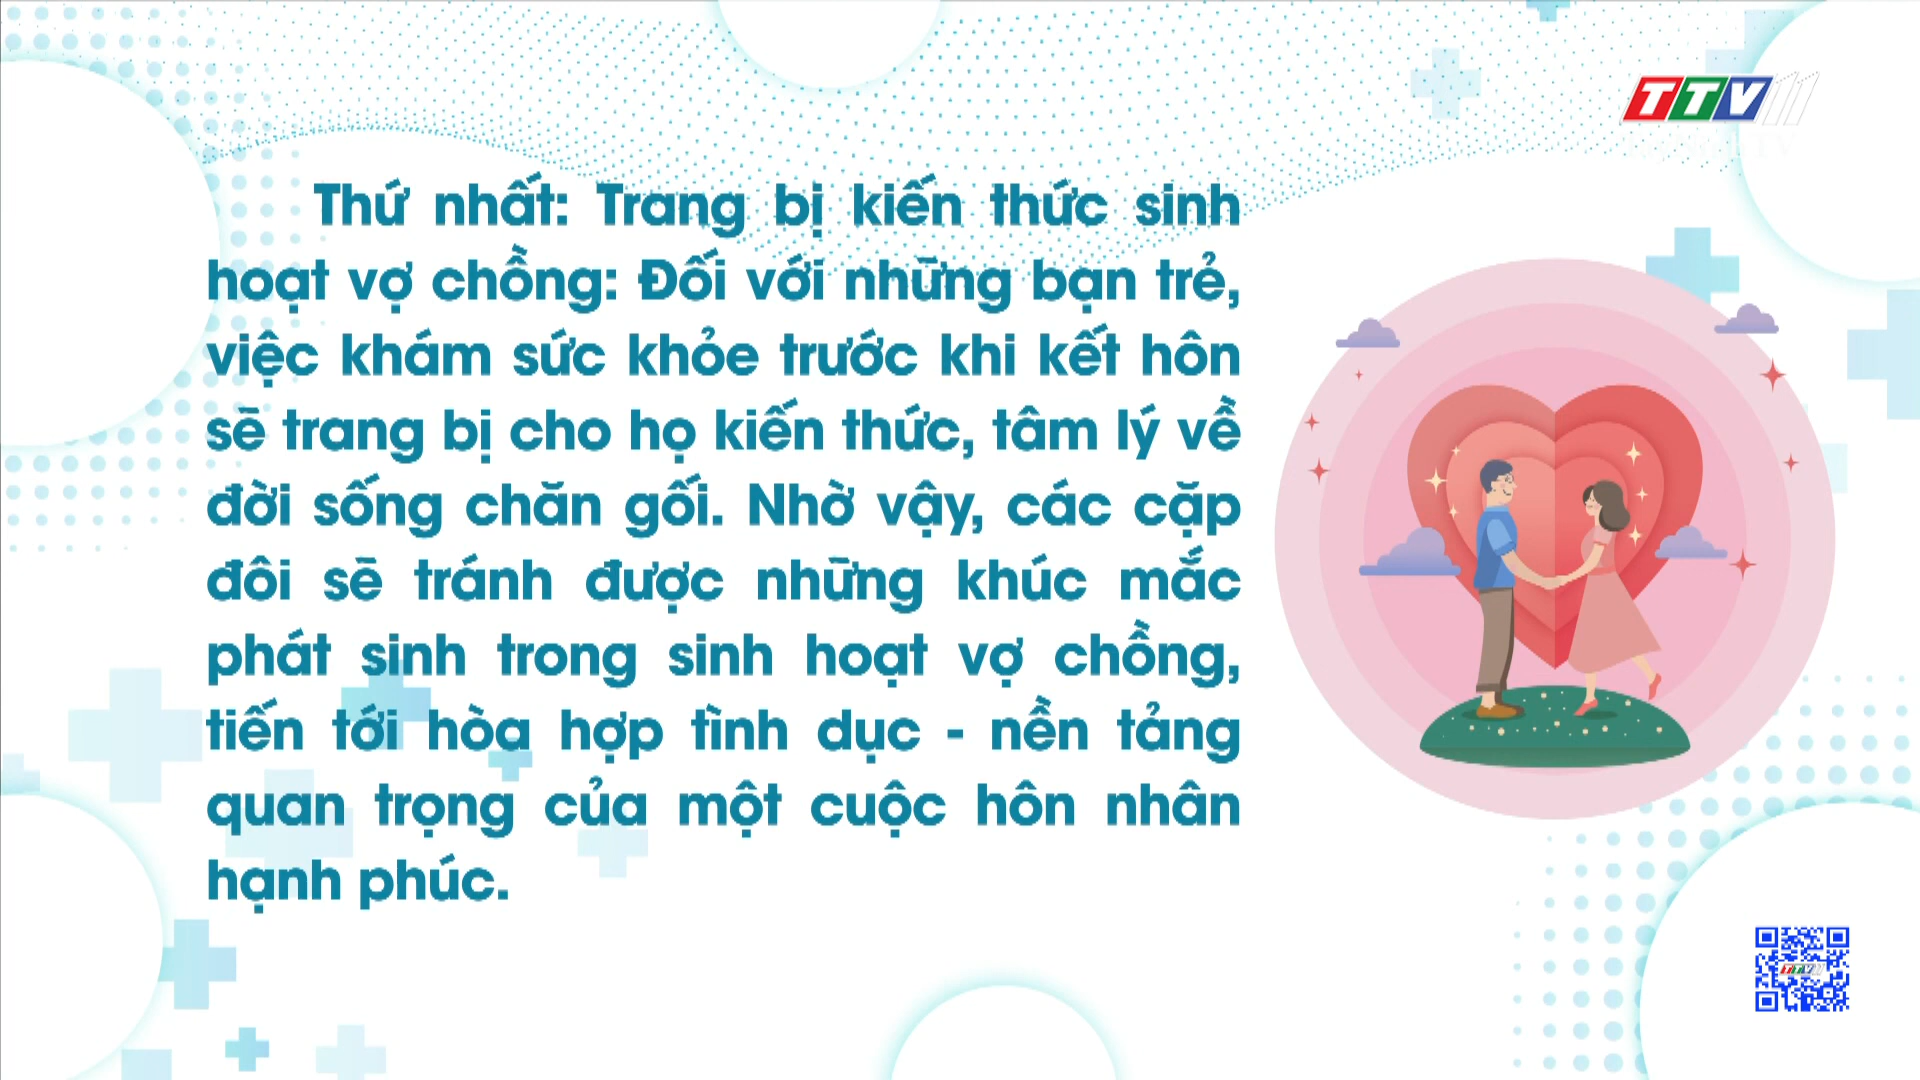 TTV11
Thứ nhất: Trang bị kiến thức sinh
hoạt vợ chồng: Đối với những bạn trẻ,
việc khám sức khỏe trước khi kết hôn
sẽ trang bị cho họ kiến thức, tâm lý về
đời sống chăn gối. Nhờ vậy, các cặp
đôi sẽ tránh được những khúc mắc
phát sinh trong sinh hoạt vợ chồng,
tiến tới hòa hợp tình dục - nền tảng
quan trọng của một cuộc hôn nhân
hạnh phúc.
TTV11